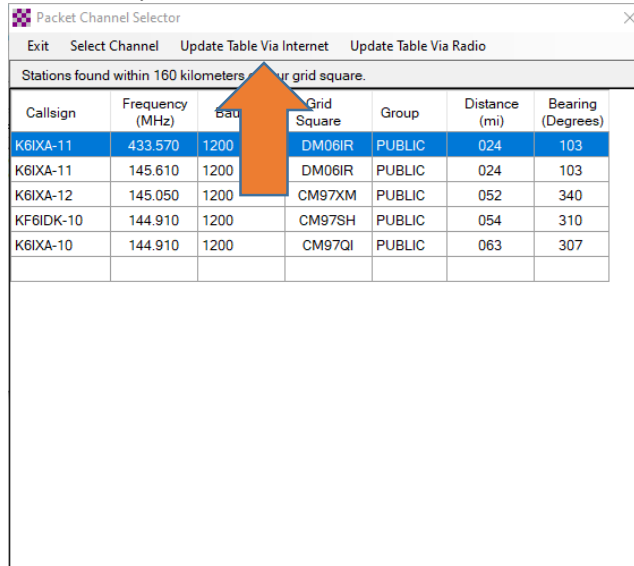 Packet Channel Selector
Exit Select Channel Update Table Via Internet Update Table Via Radio
Stations found within 160 kilometers grid square.
Callsign Frequency (MHz) Grid Square Group Distance (mi) Bearing (Degrees)
K6IXA-11 433.570 1200 DM06IR PUBLIC 024 103
K6IXA-11 145.610 1200 DM06IR PUBLIC 024 103
K6IXA-12 145.050 1200 CM97XM PUBLIC 052 340
KF6IDK-10 144.910 1200 CM97SH PUBLIC 054 310
K6IXA-10 144.910 1200 CM97QI PUBLIC 063 307